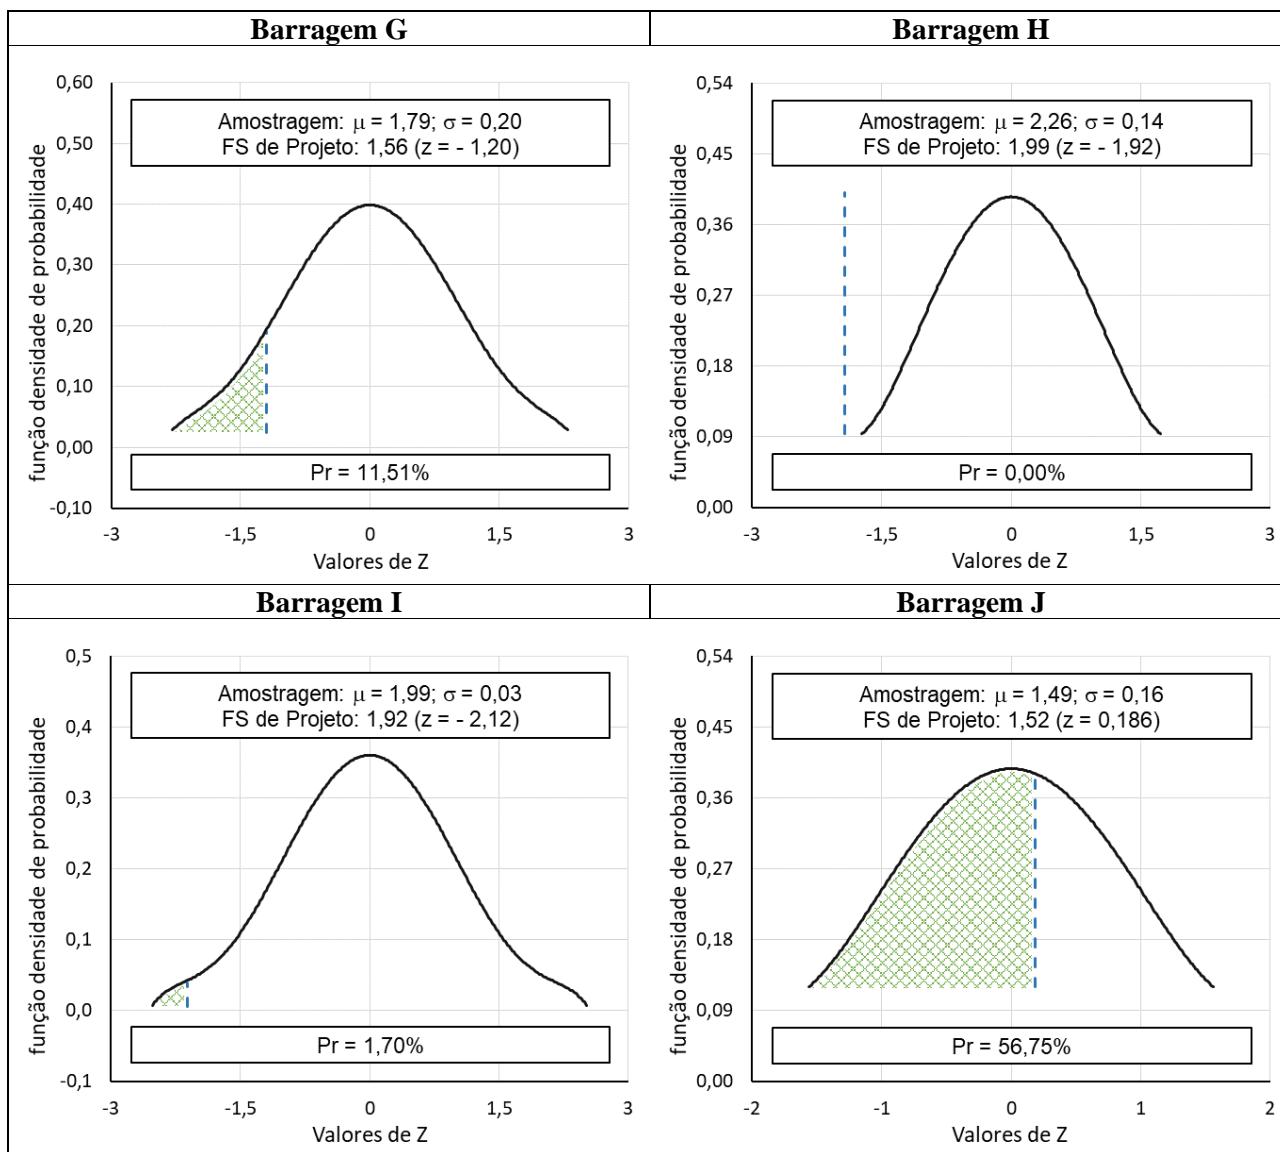 Barragem G
Barragem H
0,60
0,50
0,40
0,30
0,20
0,10
0,00
-0,10
função densidade de probabilidade
Amostragem: μ = 1,79; σ = 0,20
FS de Projeto: 1,56 (z = - 1,20)
Pr = 11,51%
-3
-1,5
0
1,5
3
Valores de Z
0,54
0,45
0,36
0,27
0,18
0,09
0,00
função densidade de probabilidade
Amostragem: μ = 2,26; σ = 0,14
FS de Projeto: 1,99 (z = - 1,92)
Pr = 0,00%
-3
-1,5
0
1,5
3
Valores de Z
Barragem I
Barragem J
0,5
0,4
0,3
0,2
0,1
0,0
-0,1
função densidade de probabilidade
Amostragem: μ = 1,99; σ = 0,03
FS de Projeto: 1,92 (z = - 2,12)
Pr = 1,70%
-3
-1,5
0
1,5
3
Valores de Z
0,54
0,45
0,36
0,27
0,18
0,09
0,00
função densidade de probabilidade
Amostragem: μ = 1,49; σ = 0,16
FS de Projeto: 1,52 (z = 0,186)
Pr = 56,75%
-2
-1
0
1
2
Valores de Z